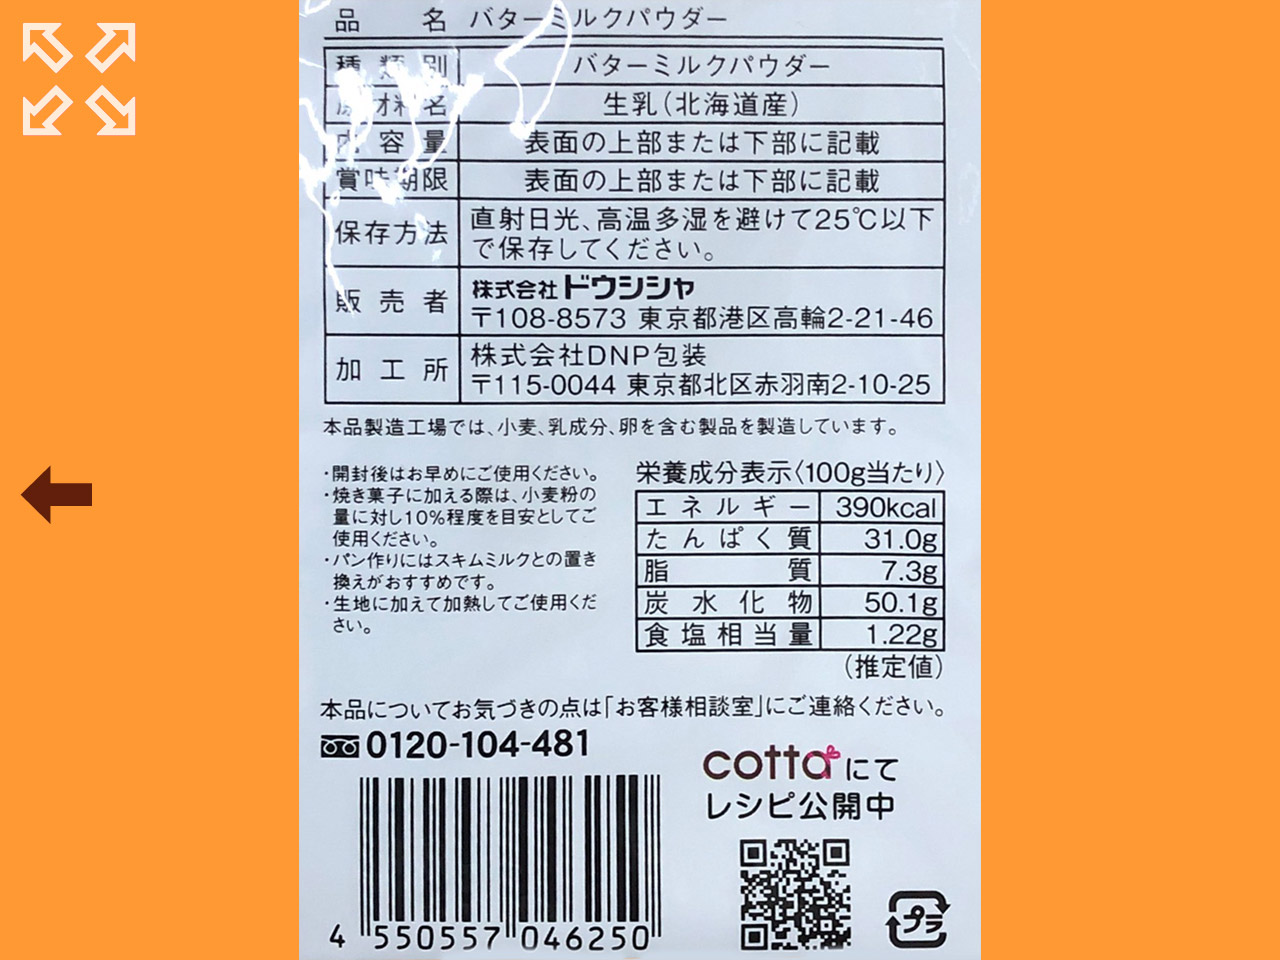 品名 バターミルクパウダー
種類別 バターミルクパウダー
原材料名 生乳(北海道産)
内容量 表面の上部または下部に記載
賞味期限 表面の上部または下部に記載
保存方法 直射日光、高温多湿を避けて25℃以下
で保存してください。
販売者 株式会社ドウシシャ
〒108-8573 東京都港区高輪2-21-46
加工所 株式会社DNP包装
〒115-0044 東京都北区赤羽南2-10-25
本品製造工場では、小麦、乳成分、卵を含む製品を製造しています。
・開封後はお早めにご使用ください。
・焼き菓子に加える際は、小麦粉の
量に対し10%程度を目安としてご
使用ください。
・パン作りにはスキムミルクとの置き
換えがおすすめです。
・生地に加えて加熱してご使用くだ
さい。
栄養成分表示〈100g当たり〉
エネルギー 390kcal
たんぱく質 31.0g
脂質 7.3g
炭水化物 50.1g
食塩相当量 1.22g
(推定値)
本品についてお気づきの点は「お客様相談室」にご連絡ください。
0120-104-481
cottaにて
レシピ公開中
4 550557 046250
プラ